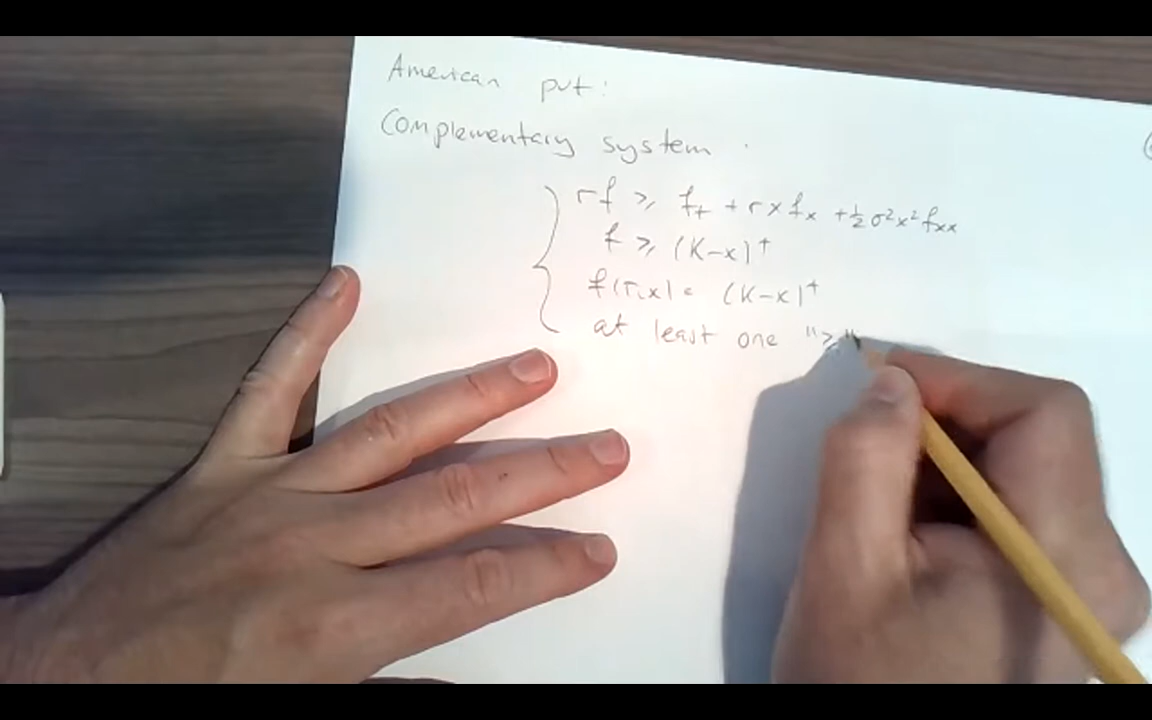 American put:
Complementary system
rf ≥ f_t + rxf_x + ½σ²x²f_xx
f ≥ (K-x)⁺
f(T,x) = (K-x)⁺
at least one "≥"